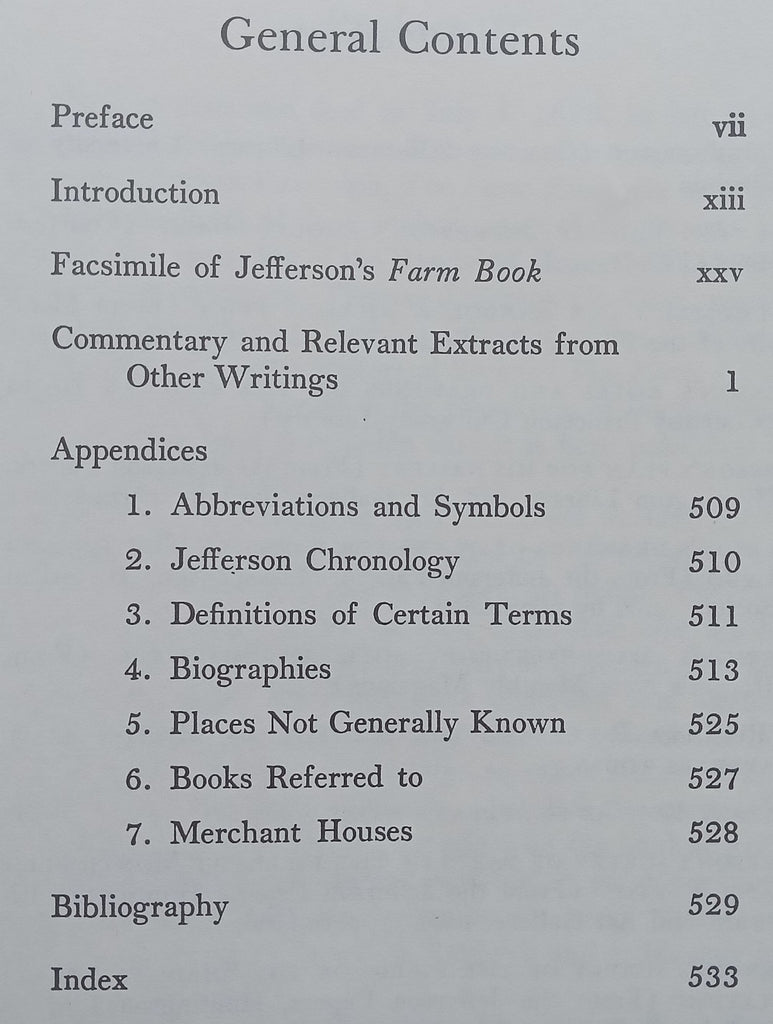 General Contents
Preface vii
Introduction xiii
Facsimile of Jefferson's Farm Book xxv
Commentary and Relevant Extracts from
Other Writings 1
Appendices
1. Abbreviations and Symbols 509
2. Jefferson Chronology 510
3. Definitions of Certain Terms 511
4. Biographies 513
5. Places Not Generally Known 525
6. Books Referred to 527
7. Merchant Houses 528
Bibliography 529
Index 533